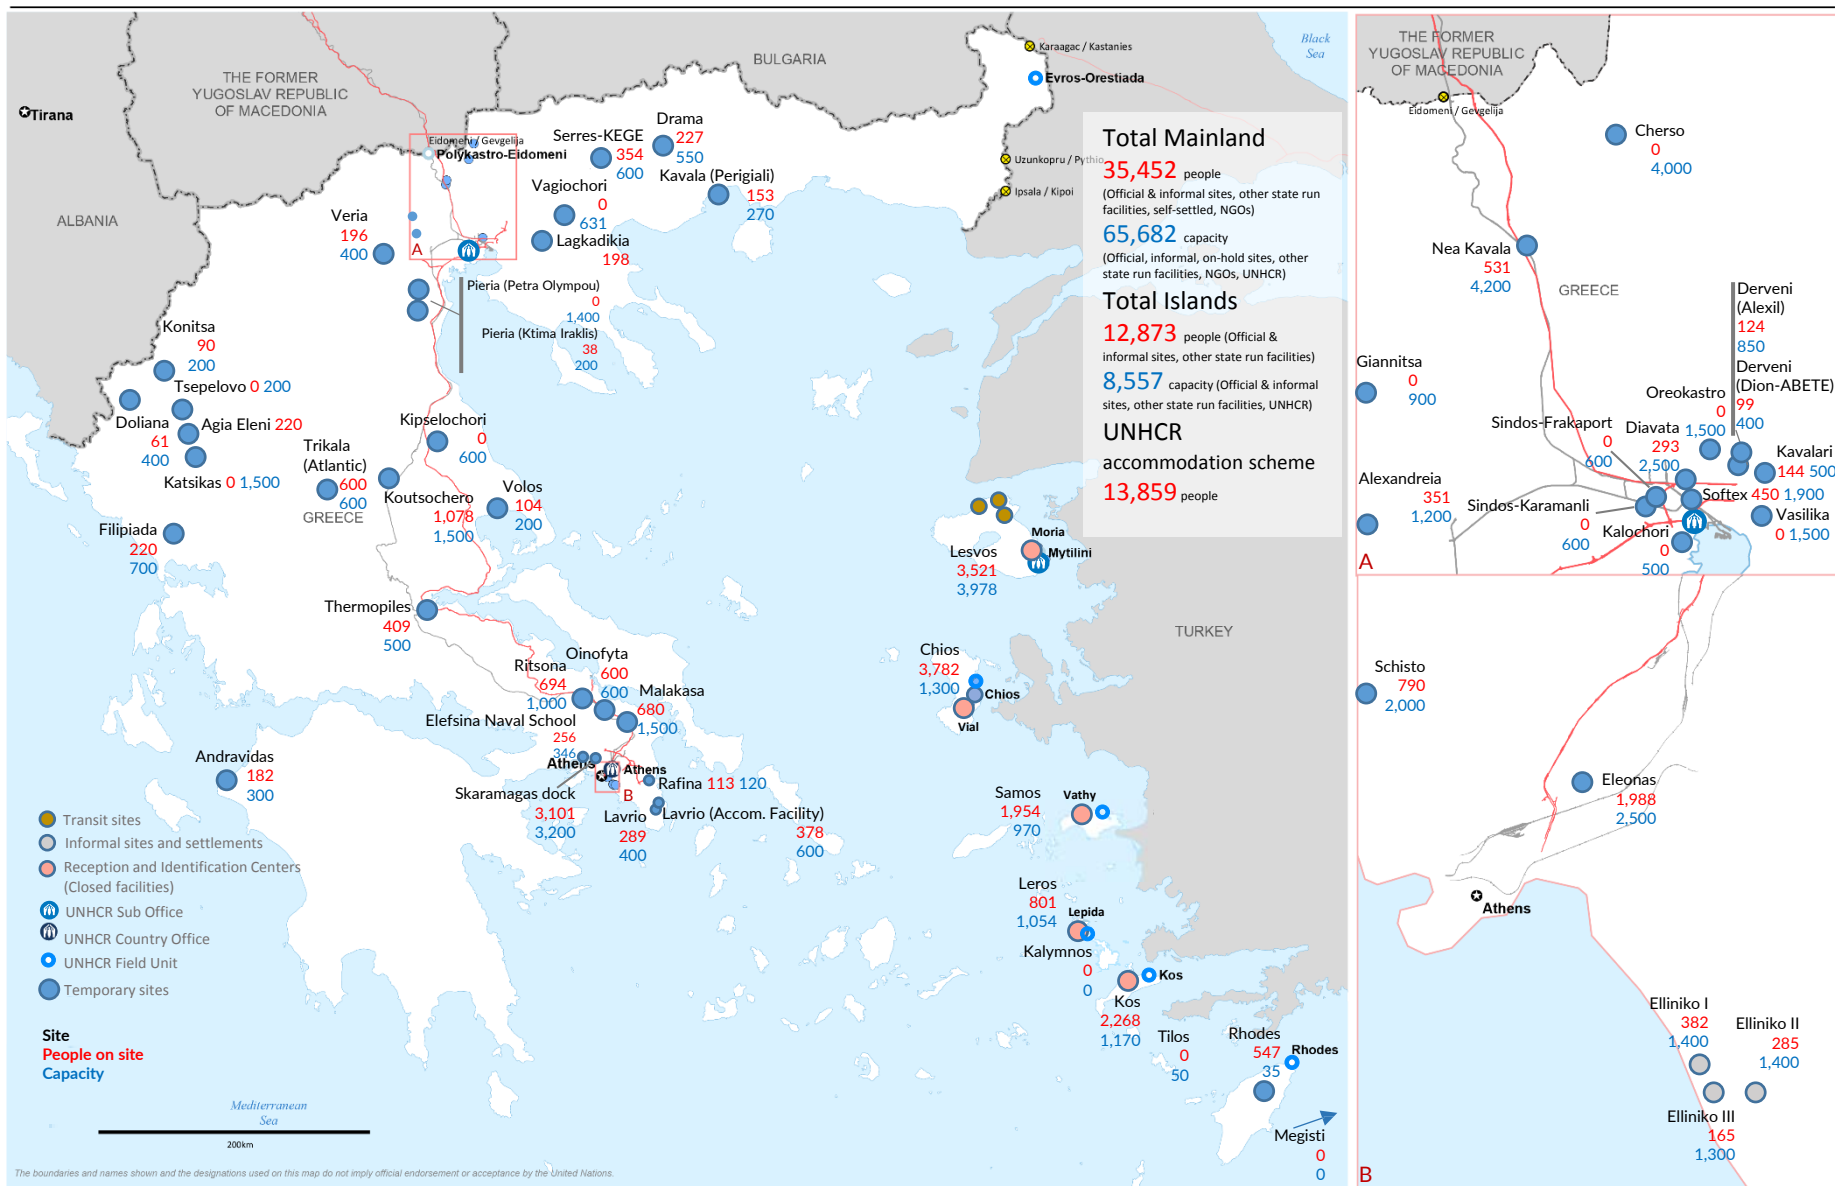 THE FORMER
YUGOSLAV REPUBLIC
OF MACEDONIA
BULGARIA
Black
Sea
Karaagac / Kastanies
Evros-Orestiada
Tirana
ALBANIA
Eidomeni / Gevgelija
Polykastro-Eidomeni
Serres-KEGE
354
600
Drama
227
550
Uzunkopru / Pythio
Ipsala / Kipoi
Vagiochori
0
631
Kavala (Perigiali)
153
270
Veria
196
400
A
Lagkadikia
198
Pieria (Petra Olympou)
0
1,400
Pieria (Ktima Iraklis)
38
200
Konitsa
90
200
Tsepelovo 0 200
Doliana
61
400
Agia Eleni 220
Katsikas 0 1,500
Trikala
(Atlantic)
600
600
GREECE
Kipselochori
0
600
Koutsochero
1,078
1,500
Volos
104
200
Filipiada
220
700
Thermopiles
409
500
Ritsona
694
1,000
Oinofyta
600
600
Malakasa
680
1,500
Elefsina Naval School
256
346
Athens
Athens
B
Skaramagas dock
3,101
3,200
Rafina 113 120
Lavrio
289
400
Lavrio (Accom. Facility)
378
600
Andravidas
182
300
Total Mainland
35,452 people
(Official & informal sites, other state run
facilities, self-settled, NGOs)
65,682 capacity
(Official, informal, on-hold sites, other
state run facilities, NGOs, UNHCR)
Total Islands
12,873 people (Official &
informal sites, other state run facilities)
8,557 capacity (Official & informal
sites, other state run facilities, UNHCR)
UNHCR
accommodation scheme
13,859 people
Moria
Mytilini
Lesvos
3,521
3,978
TURKEY
Chios
3,782
1,300
Chios
Vial
Samos
1,954
970
Vathy
Leros
801
1,054
Lepida
Kalymnos
0
0
Kos
Kos
2,268
1,170
Tilos
0
50
Rhodes
547
35
Rhodes
Megisti
0
0
Transit sites
Informal sites and settlements
Reception and Identification Centers
(Closed facilities)
UNHCR Sub Office
UNHCR Country Office
UNHCR Field Unit
Temporary sites
Site
People on site
Capacity
Mediterranean
Sea
200km
The boundaries and names shown and the designations used on this map do not imply official endorsement or acceptance by the United Nations.
THE FORMER
YUGOSLAV REPUBLIC
OF MACEDONIA
Eidomeni / Gevgelija
Cherso
0
4,000
Nea Kavala
531
4,200
GREECE
Derveni
(Alexil)
124
850
Derveni
(Dion-ABETE)
99
400
Giannitsa
0
900
Oreokastro
0
1,500
Sindos-Frakaport
0
600
Diavata
293
2,500
Kavalari
144 500
Alexandreia
351
1,200
Softex 450 1,900
Sindos-Karamanli
0
600
Vasilika
0 1,500
Kalochori
0
500
A
Schisto
790
2,000
Eleonas
1,988
2,500
Athens
Elliniko I
382
1,400
Elliniko II
285
1,400
Elliniko III
165
1,300
B